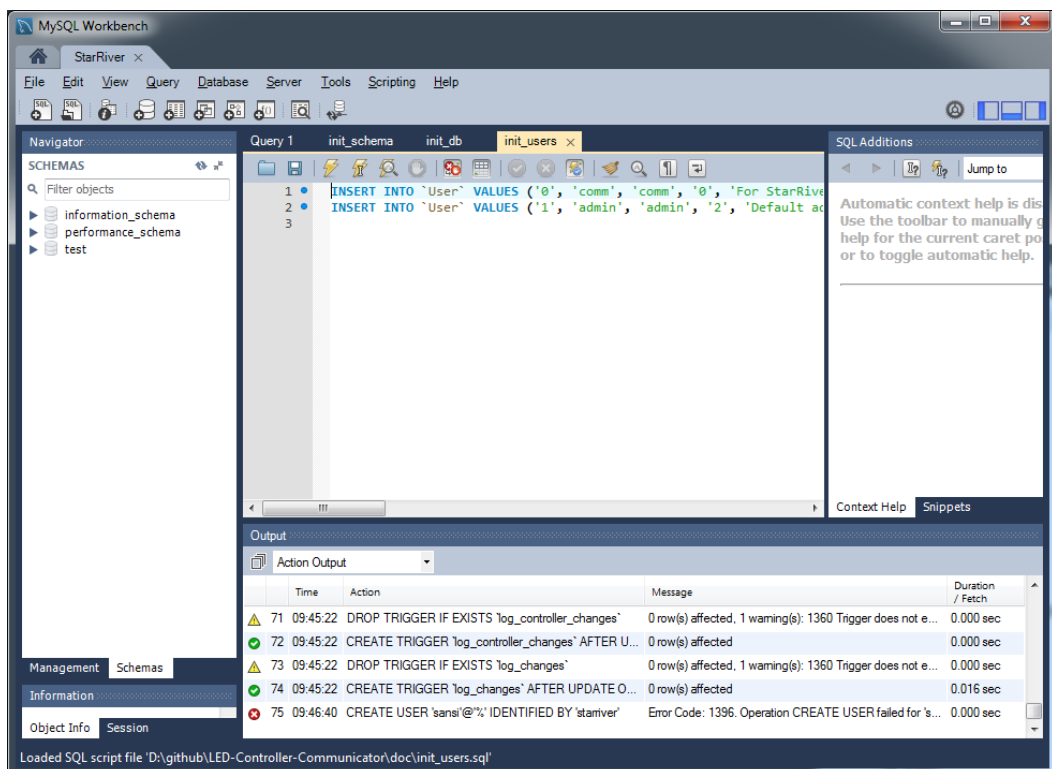 MySQL Workbench
StarRiver
File Edit View Query Database Server Tools Scripting Help
Navigator
SCHEMAS
Filter objects
information_schema
performance_schema
test
Management Schemas
Information
Object Info Session
Query 1 init_schema init_db init_users
1 INSERT INTO `User` VALUES ('0', 'comm', 'comm', '0', 'For StarRive
2 INSERT INTO `User` VALUES ('1', 'admin', 'admin', '2', 'Default ac
3
SQL Additions
Jump to
Automatic context help is dis
Use the toolbar to manually g
help for the current caret po
or to toggle automatic help.
Context Help Snippets
Output
Action Output
Time Action Message Duration / Fetch
71 09:45:22 DROP TRIGGER IF EXISTS `log_controller_changes` 0 row(s) affected, 1 warning(s): 1360 Trigger does not e... 0.000 sec
72 09:45:22 CREATE TRIGGER `log_controller_changes` AFTER U... 0 row(s) affected 0.000 sec
73 09:45:22 DROP TRIGGER IF EXISTS `log_changes` 0 row(s) affected, 1 warning(s): 1360 Trigger does not e... 0.000 sec
74 09:45:22 CREATE TRIGGER `log_changes` AFTER UPDATE O... 0 row(s) affected 0.016 sec
75 09:46:40 CREATE USER 'sansi'@'%' IDENTIFIED BY 'starriver' Error Code: 1396. Operation CREATE USER failed for 's... 0.000 sec
Loaded SQL script file 'D:\github\LED-Controller-Communicator\doc\init_users.sql'